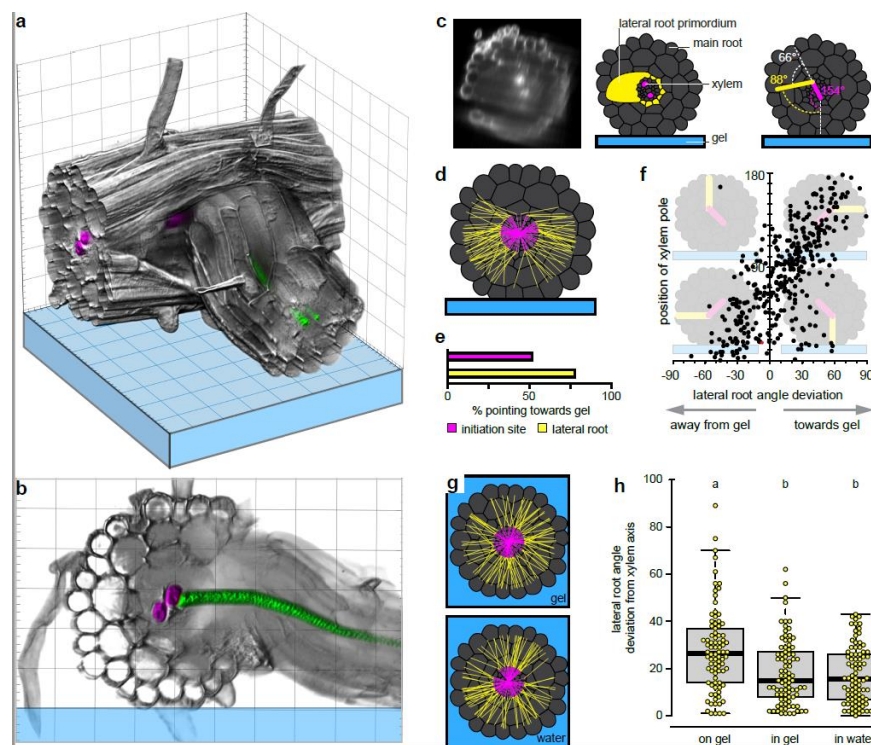 a
b
c
lateral root primordium
main root
xylem
gel
66°
88°
154°
d
e
0 25 50 75 100
% pointing towards gel
initiation site lateral root
f
180
90
position of xylem pole
-90 -60 -30 0 30 60 90
lateral root angle deviation
away from gel towards gel
g
gel
water
h
100
80
60
40
20
0
a b b
lateral root angle
deviation from xylem axis
on gel in gel in water